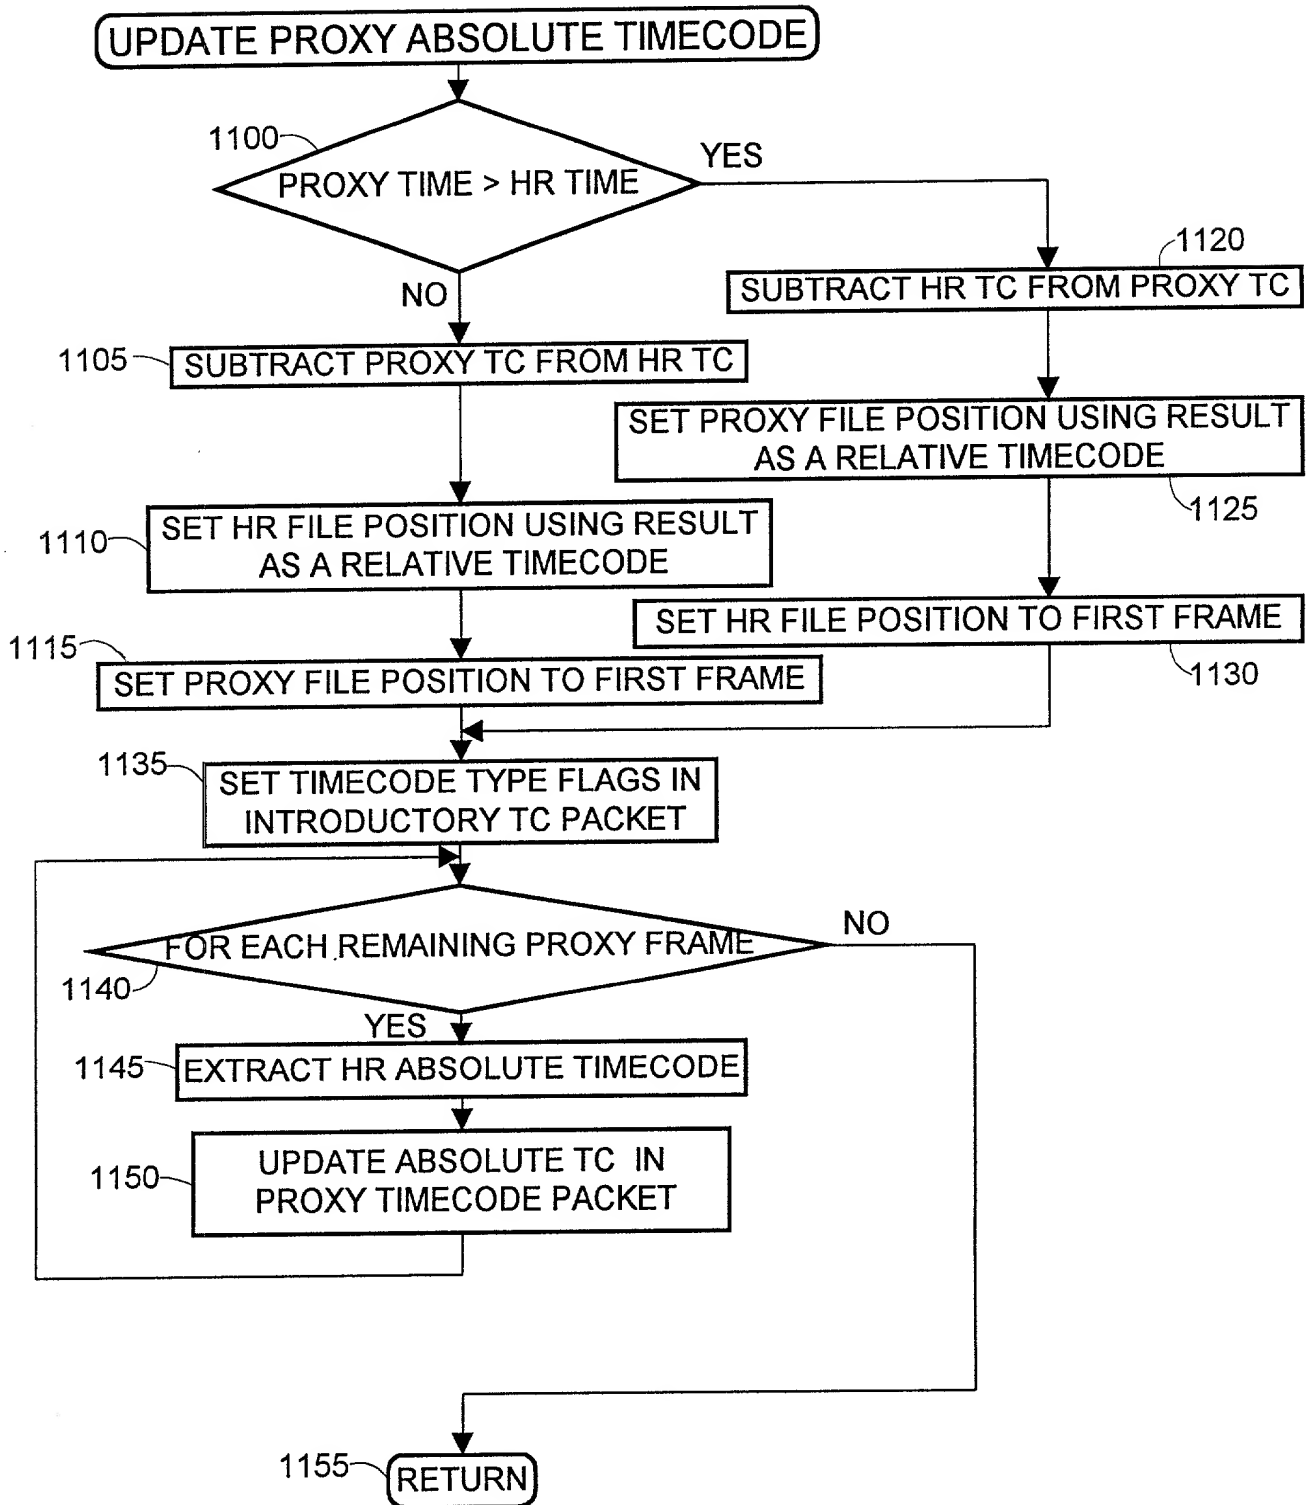 UPDATE PROXY ABSOLUTE TIMECODE
1100
PROXY TIME > HR TIME
YES
NO
1120
SUBTRACT HR TC FROM PROXY TC
1105
SUBTRACT PROXY TC FROM HR TC
SET PROXY FILE POSITION USING RESULT
AS A RELATIVE TIMECODE
1125
1110
SET HR FILE POSITION USING RESULT
AS A RELATIVE TIMECODE
SET HR FILE POSITION TO FIRST FRAME
1130
1115
SET PROXY FILE POSITION TO FIRST FRAME
1135
SET TIMECODE TYPE FLAGS IN
INTRODUCTORY TC PACKET
FOR EACH REMAINING PROXY FRAME
NO
1140
YES
1145
EXTRACT HR ABSOLUTE TIMECODE
1150
UPDATE ABSOLUTE TC IN
PROXY TIMECODE PACKET
1155
RETURN